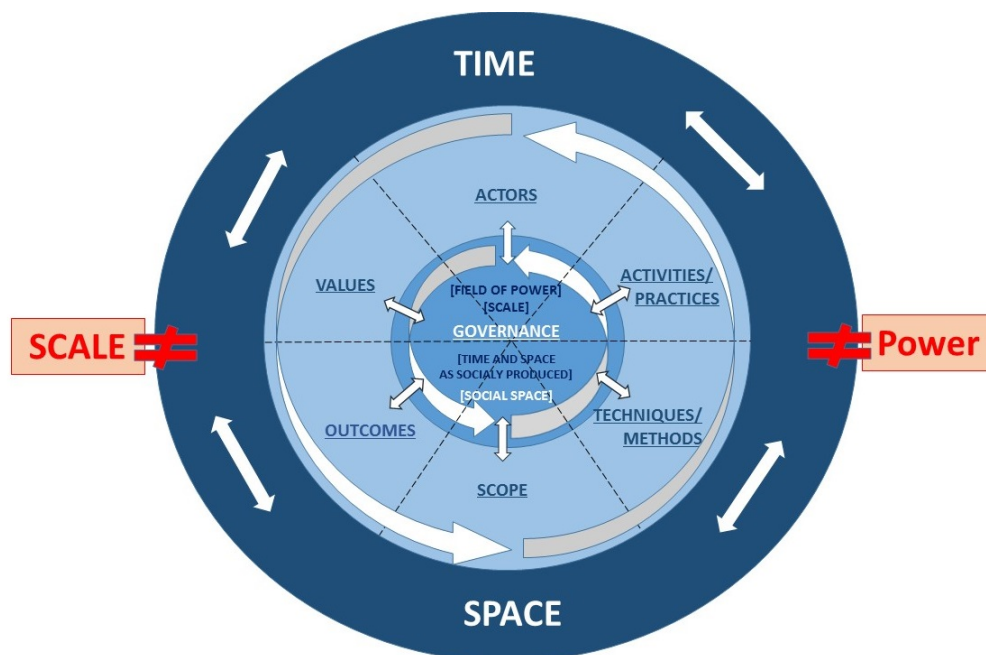 TIME
ACTORS
VALUES
ACTIVITIES/
PRACTICES
[FIELD OF POWER]
[SCALE]
GOVERNANCE
SCALE ≠
≠ Power
[TIME AND SPACE
AS SOCIALY PRODUCED]
[SOCIAL SPACE]
OUTCOMES
TECHNIQUES/
METHODS
SCOPE
SPACE